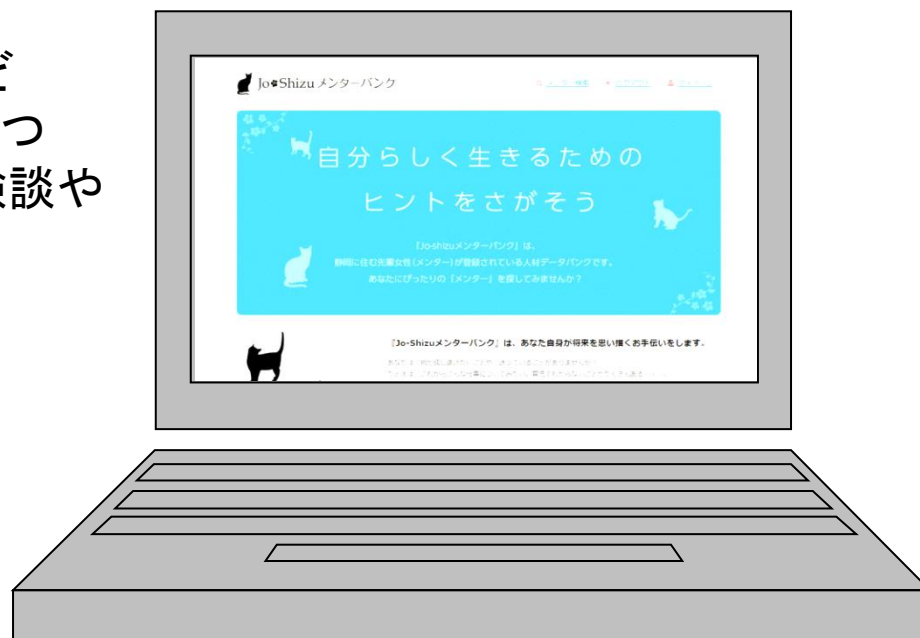 ビ
つ
談や
Jo Shizu メンターバンク
自分らしく生きるための
ヒントをさがそう
『Jo-shizuメンターバンク』は、
静岡に住む先輩女性(メンター)が登録されている人材データバンクです。
あなたにぴったりの「メンター」を探してみませんか？
『Jo-Shizuメンターバンク』は、あなた自身が将来を思い描くお手伝いをします。